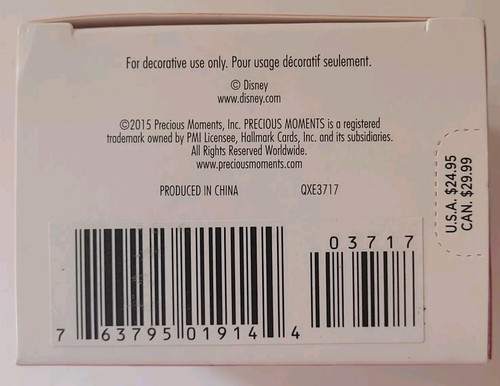 For decorative use only. Pour usage décoratif seulement.
© Disney
www.disney.com
©2015 Precious Moments, Inc. PRECIOUS MOMENTS is a registered
trademark owned by PMI Licensee, Hallmark Cards, Inc. and its subsidiaries.
All Rights Reserved Worldwide.
www.preciousmoments.com
PRODUCED IN CHINA QXE3717
U.S.A. $24.95
CAN. $29.99
03717
7 63795 01914 4